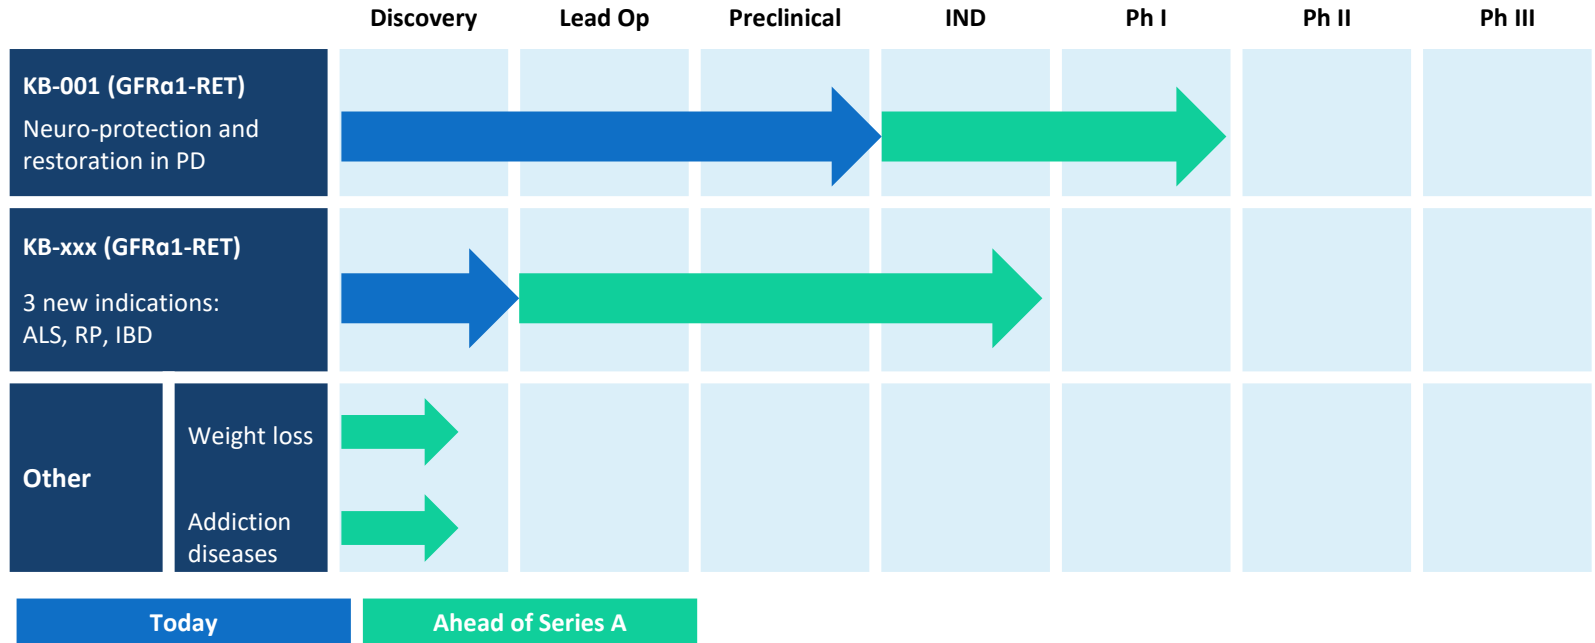 Discovery Lead Op Preclinical IND Ph I Ph II Ph III
KB-001 (GFRα1-RET)
Neuro-protection and
restoration in PD
KB-xxx (GFRα1-RET)
3 new indications:
ALS, RP, IBD
Other
Weight loss
Addiction
diseases
Today
Ahead of Series A